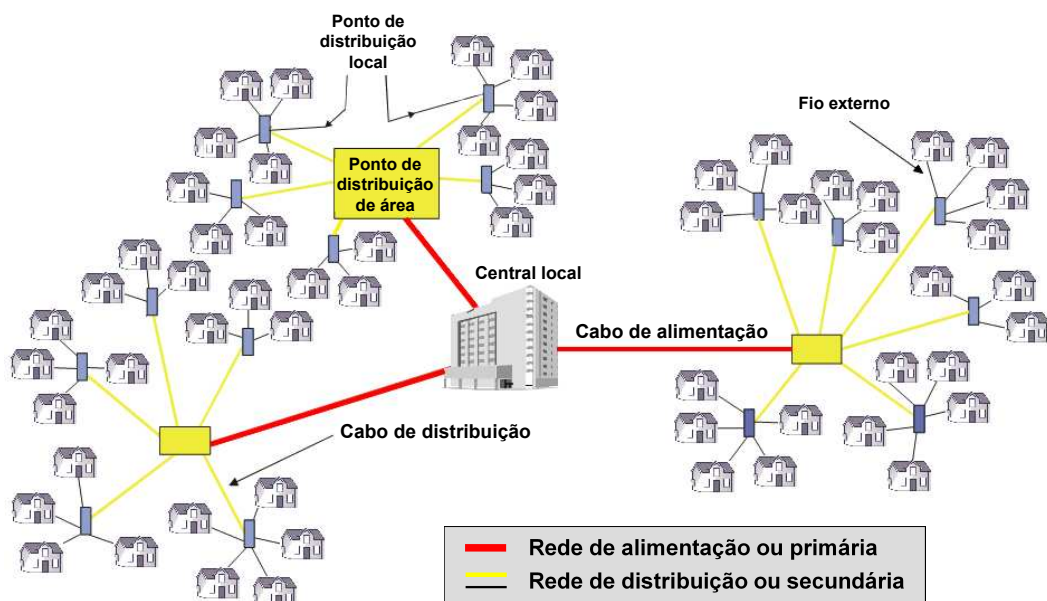 Ponto de
distribuição
local
Fio externo
Ponto de
distribuição
de área
Central local
Cabo de alimentação
Cabo de distribuição
Rede de alimentação ou primária
Rede de distribuição ou secundária